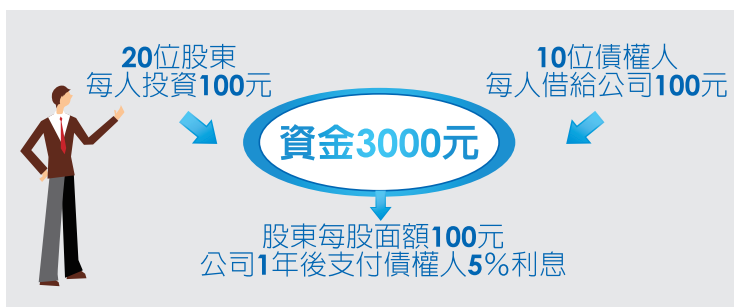 20位股東
每人投資100元
10位債權人
每人借給公司100元
資金3000元
股東每股面額100元
公司1年後支付債權人5%利息